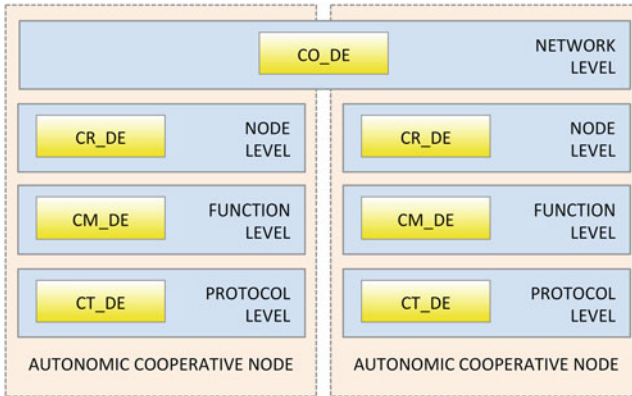 CO_DE
NETWORK
LEVEL
CR_DE
NODE
LEVEL
CR_DE
NODE
LEVEL
CM_DE
FUNCTION
LEVEL
CM_DE
FUNCTION
LEVEL
CT_DE
PROTOCOL
LEVEL
CT_DE
PROTOCOL
LEVEL
AUTONOMIC COOPERATIVE NODE
AUTONOMIC COOPERATIVE NODE